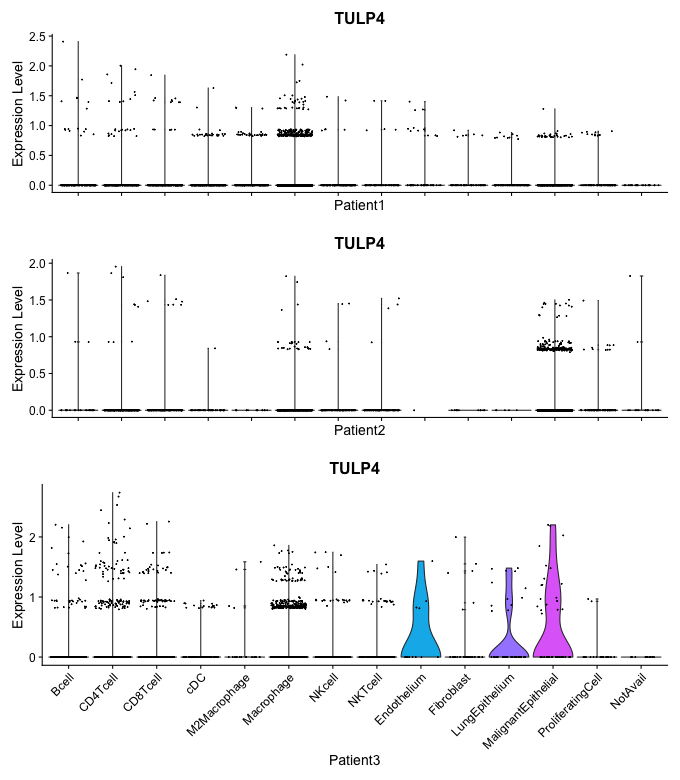 TULP4
Expression Level
2.5
2.0
1.5
1.0
0.5
0.0
Patient1
TULP4
Expression Level
2.0
1.5
1.0
0.5
0.0
Patient2
TULP4
Expression Level
2
1
0
Bcell
CD4Tcell
CD8Tcell
cDC
M2Macrophage
Macrophage
NKcell
NKTcell
Endothelium
Fibroblast
LungEpithelium
MalignantEpithelial
ProliferatingCell
NotAvail
Patient3